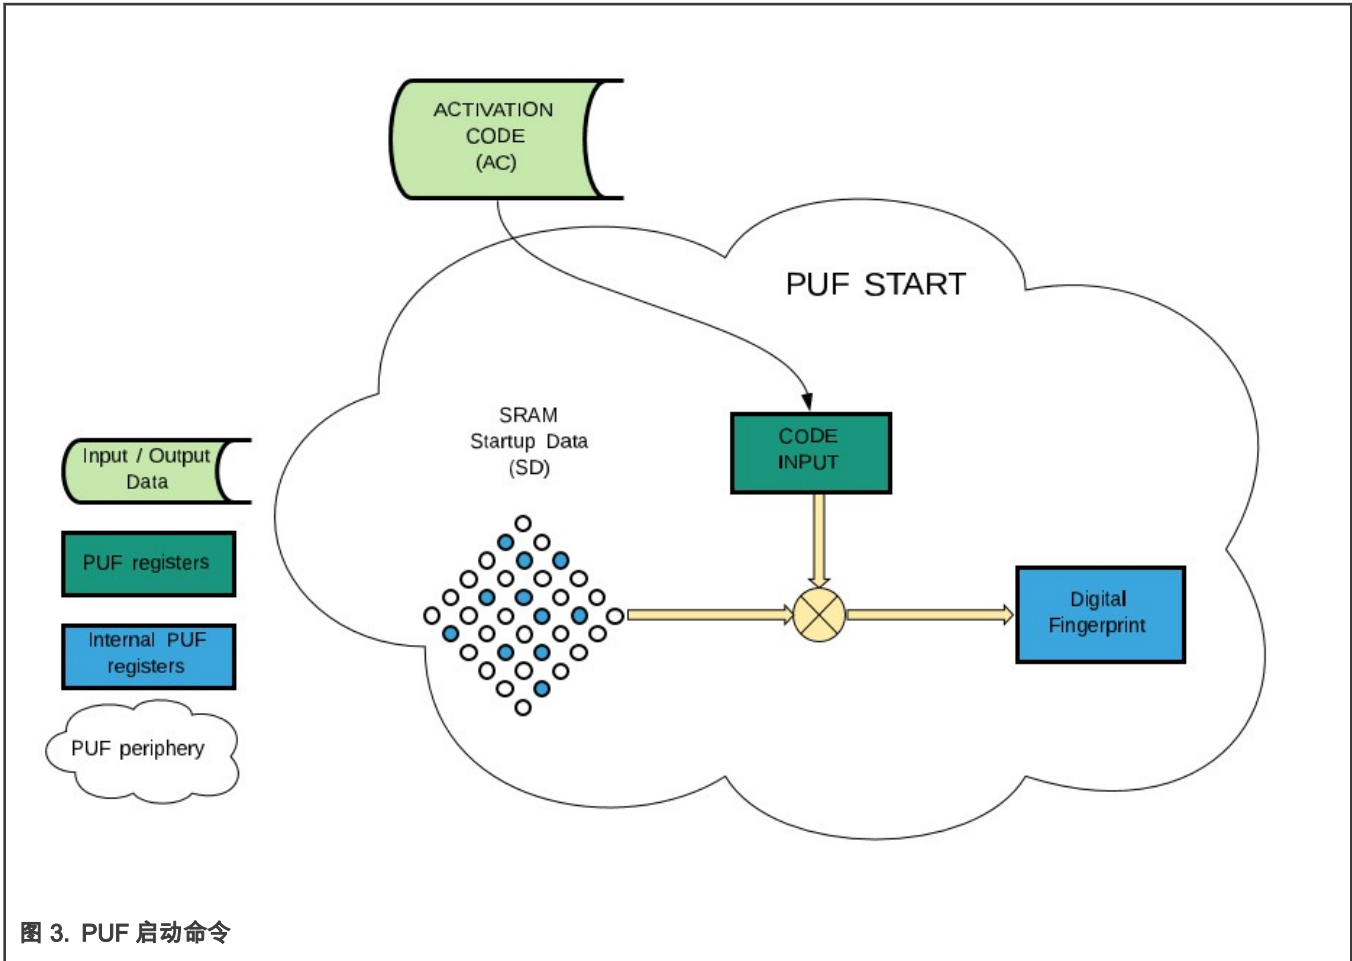 ACTIVATION
CODE
(AC)
PUF START
SRAM
Startup Data
(SD)
CODE
INPUT
Digital
Fingerprint
Input / Output
Data
PUF registers
Internal PUF
registers
PUF periphery
图 3. PUF 启动命令